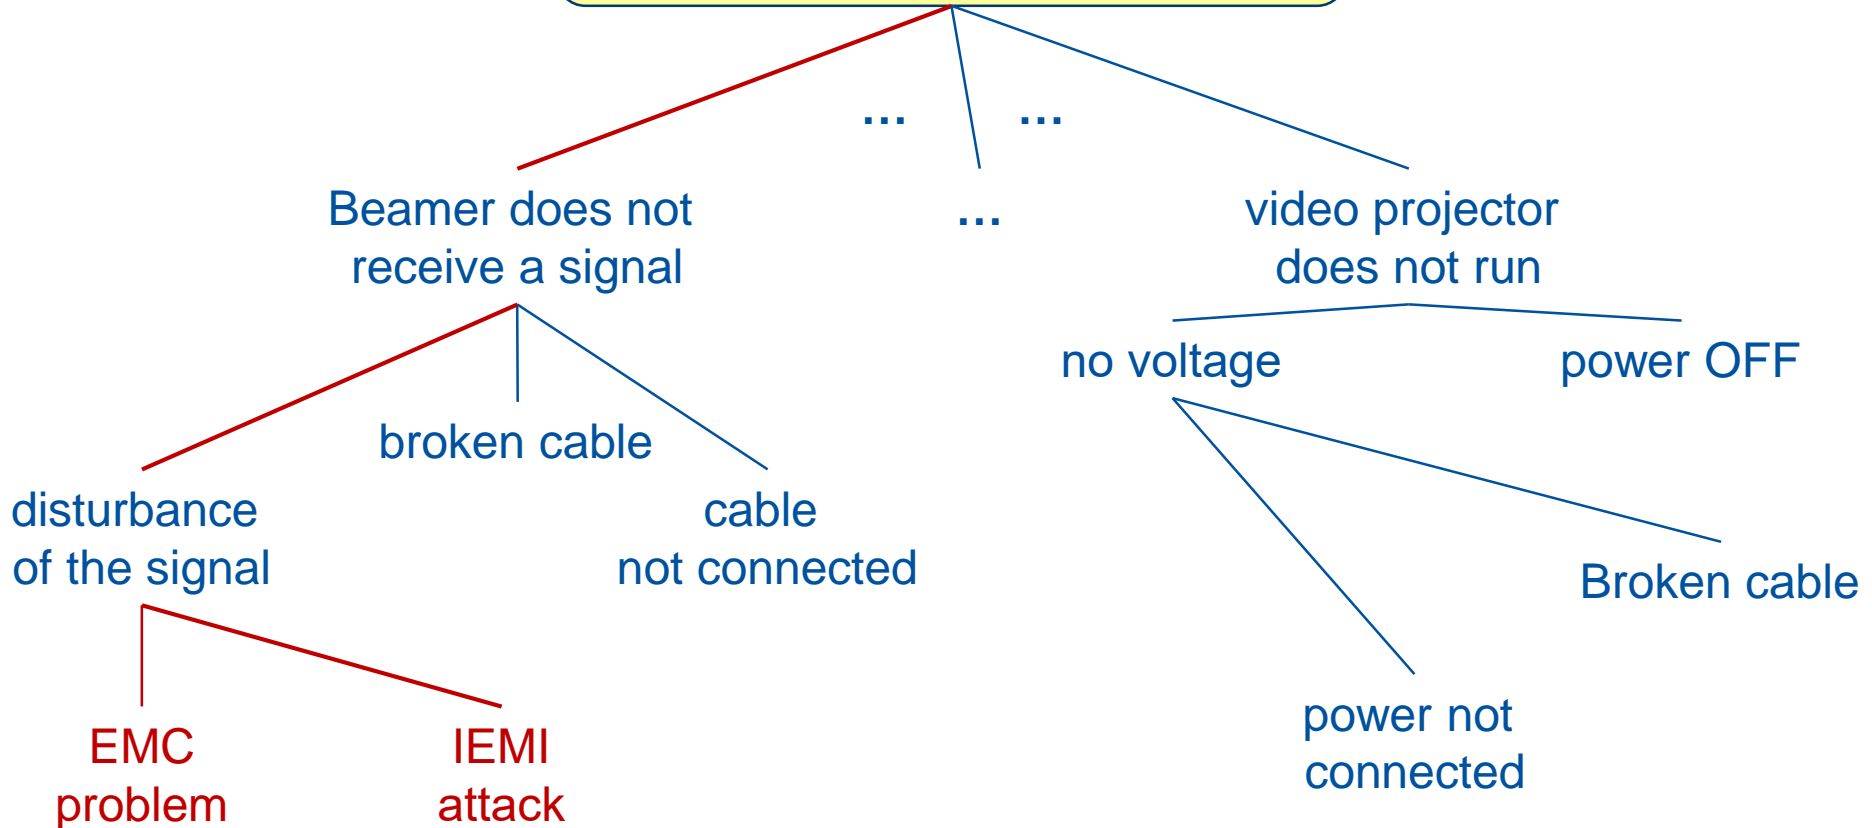 ... ...
Beamer does not
receive a signal
...
video projector
does not run
no voltage
power OFF
broken cable
disturbance
of the signal
cable
not connected
Broken cable
power not
connected
EMC
problem
IEMI
attack